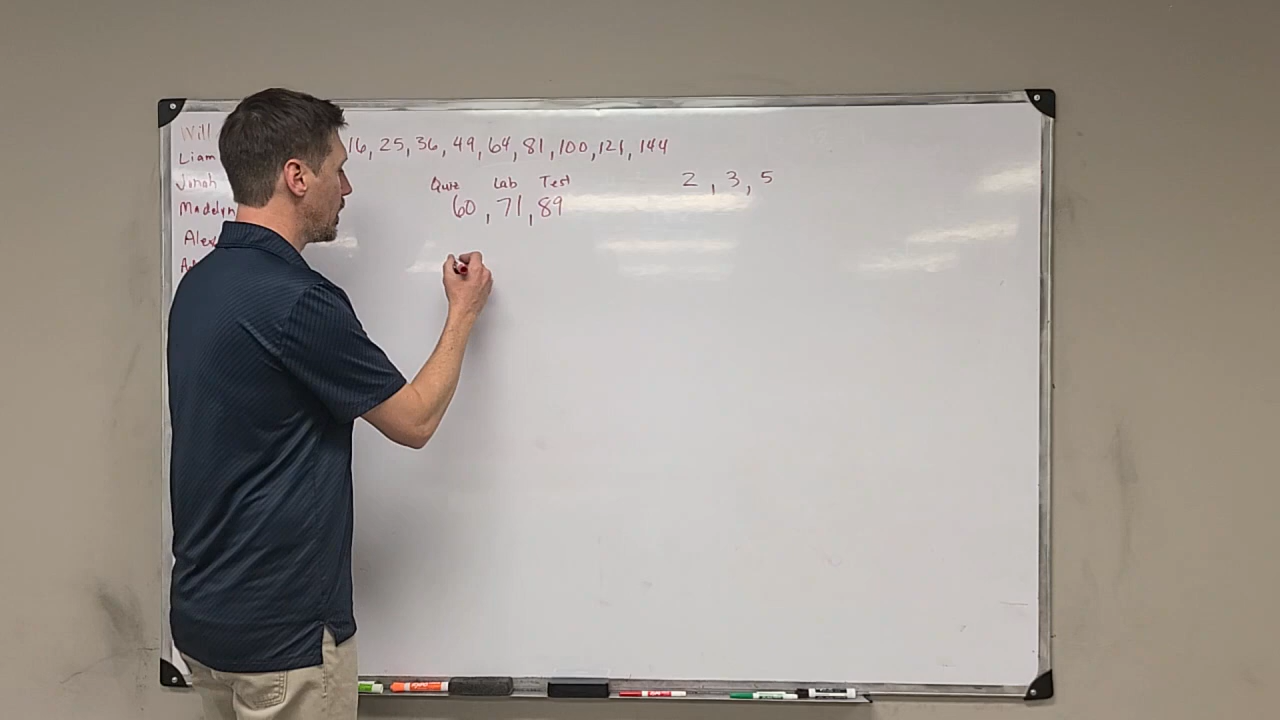 Will
Liam 16, 25, 36, 49, 64, 81, 100, 121, 144
Jonah Quiz Lab Test 2, 3, 5
Madelyn 60, 71, 89
Alex